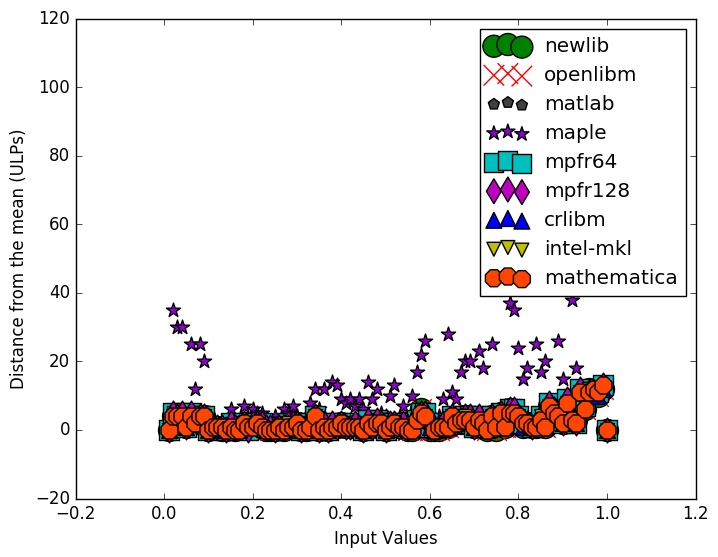 120
100
80
60
40
20
0
−20
−0.2
0.0
0.2
0.4
0.6
0.8
1.0
1.2
Distance from the mean (ULPs)
Input Values
newlib
openlibm
matlab
maple
mpfr64
mpfr128
crlibm
intel-mkl
mathematica